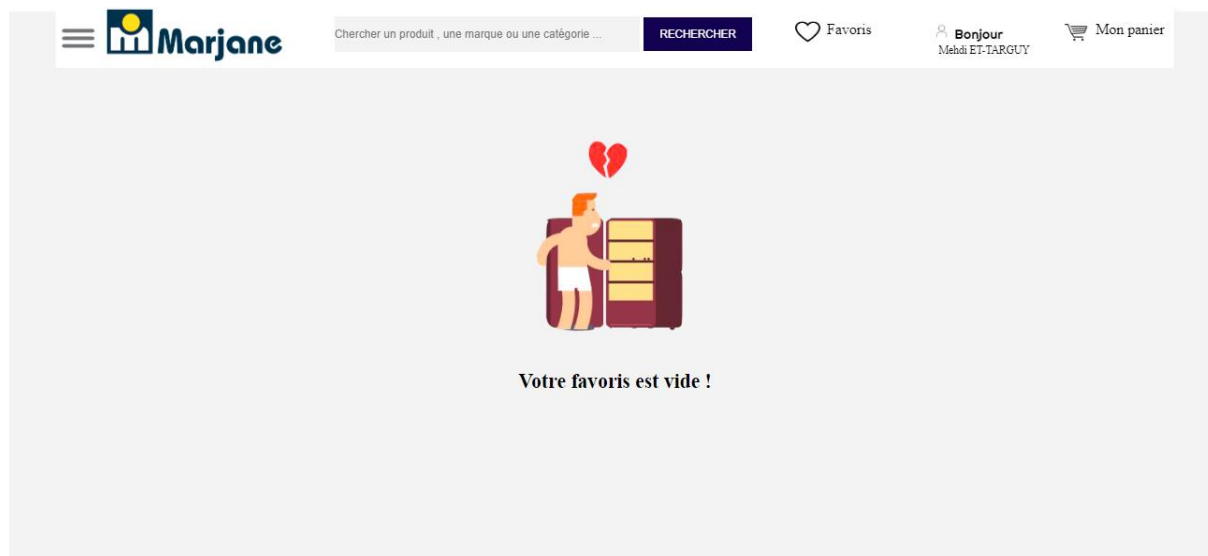 Marjane
Chercher un produit , une marque ou une catégorie ...
RECHERCHER
Favoris
Bonjour
Mehdi ET-TARGUY
Mon panier
Votre favoris est vide !